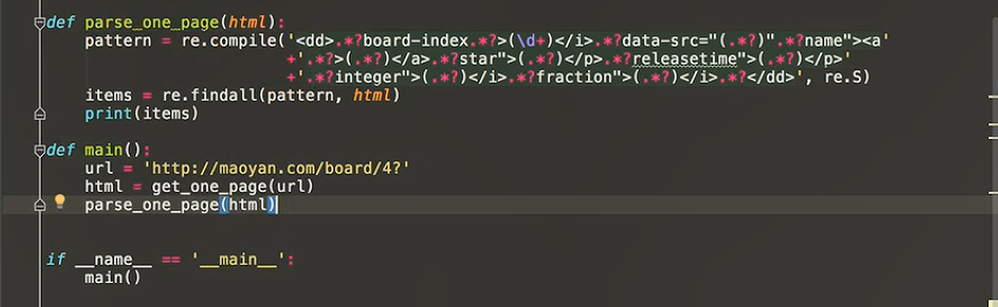 def parse_one_page(html):
    pattern = re.compile('<dd>.*?board-index.*?>(\d+)</i>.*?data-src="(.*?)".*?name"><a'
                         +'.*?>(.*?)</a>.*?star">(.*?)</p>.*?releasetime">(.*?)</p>'
                         +'.*?integer">(.*?)</i>.*?fraction">(.*?)</i>.*?</dd>', re.S)
    items = re.findall(pattern, html)
    print(items)
def main():
    url = 'http://maoyan.com/board/4?'
    html = get_one_page(url)
    parse_one_page(html)
if __name__ == '__main__':
    main()